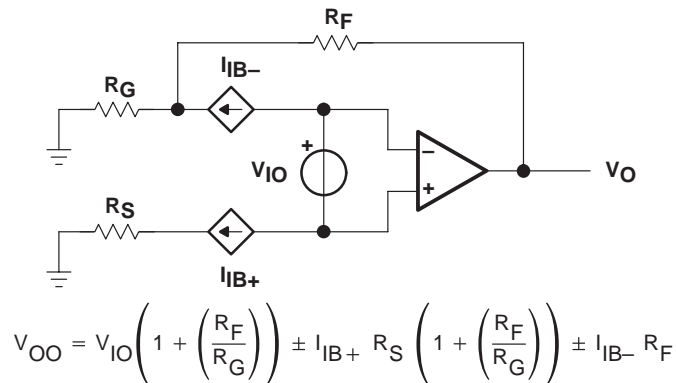 RF
IIB–
RG
+
–
VIO
+
VO
RS
IIB+
VOO = VIO(1 + (RF/RG)) ± IIB+ RS (1 + (RF/RG)) ± IIB– RF